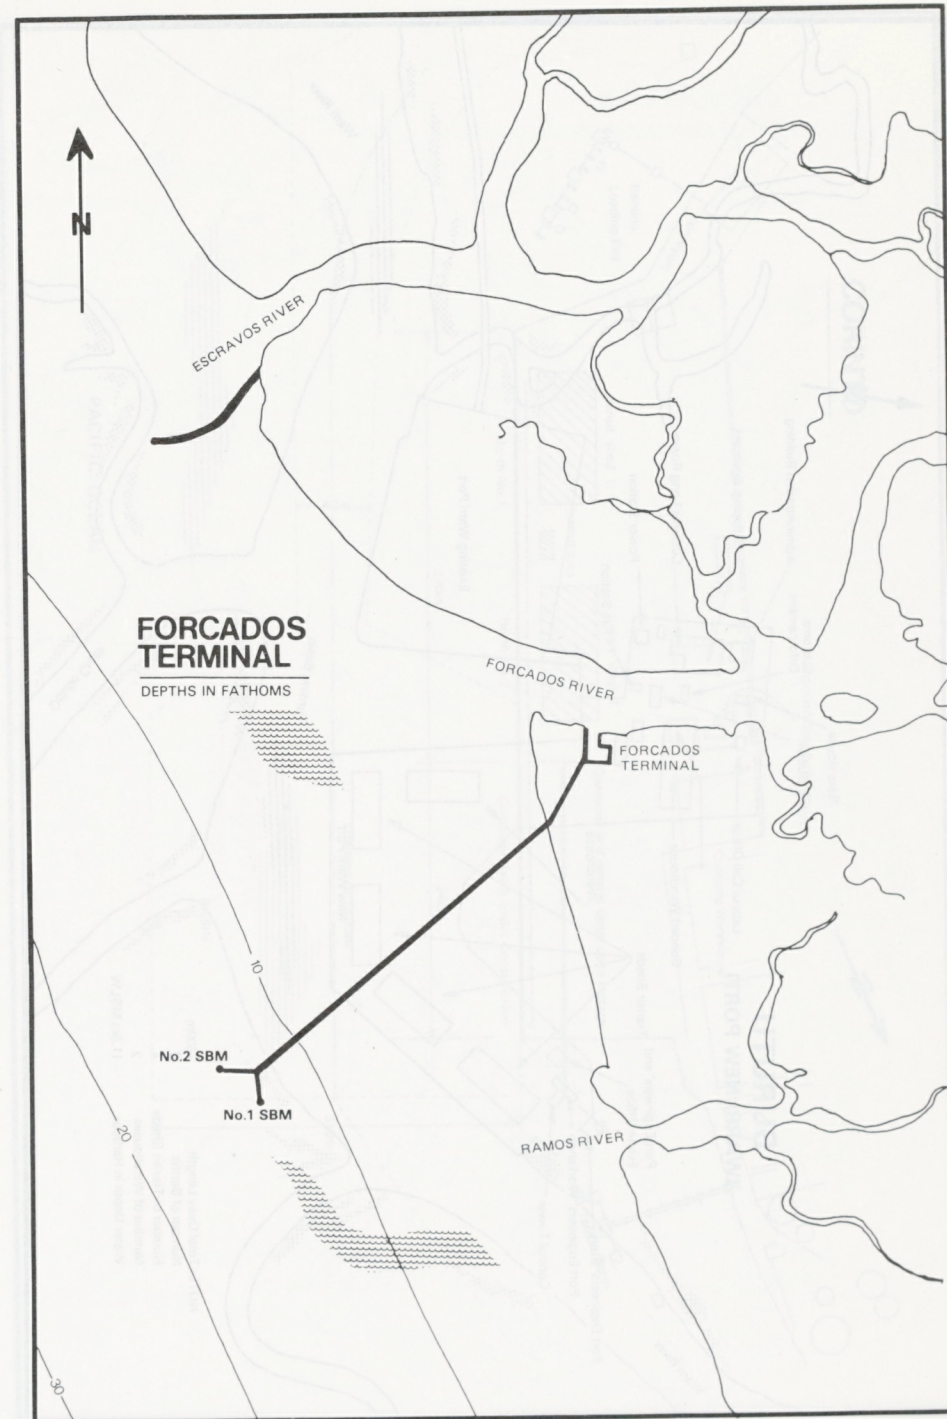 N
ESCRAVOS RIVER
FORCADOS
TERMINAL
DEPTHS IN FATHOMS
FORCADOS RIVER
FORCADOS
TERMINAL
10
No.2 SBM
No.1 SBM
20
RAMOS RIVER
30